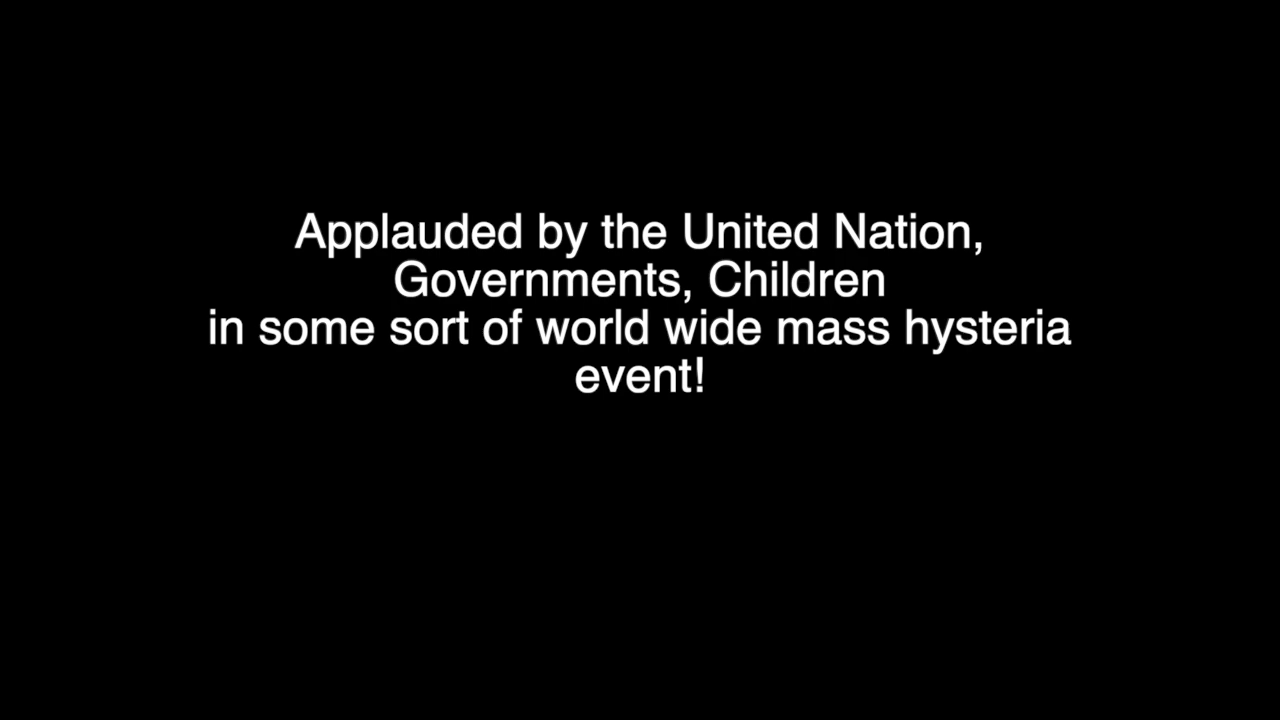 Applauded by the United Nation,
Governments, Children
in some sort of world wide mass hysteria
event!